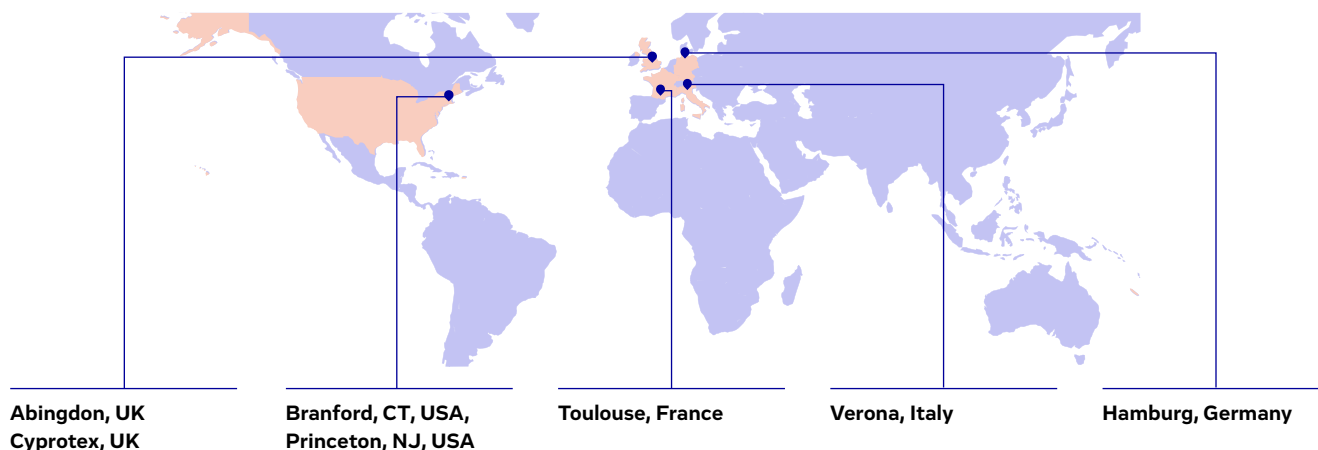 Abingdon, UK
Cyprotex, UK
Branford, CT, USA,
Princeton, NJ, USA
Toulouse, France
Verona, Italy
Hamburg, Germany